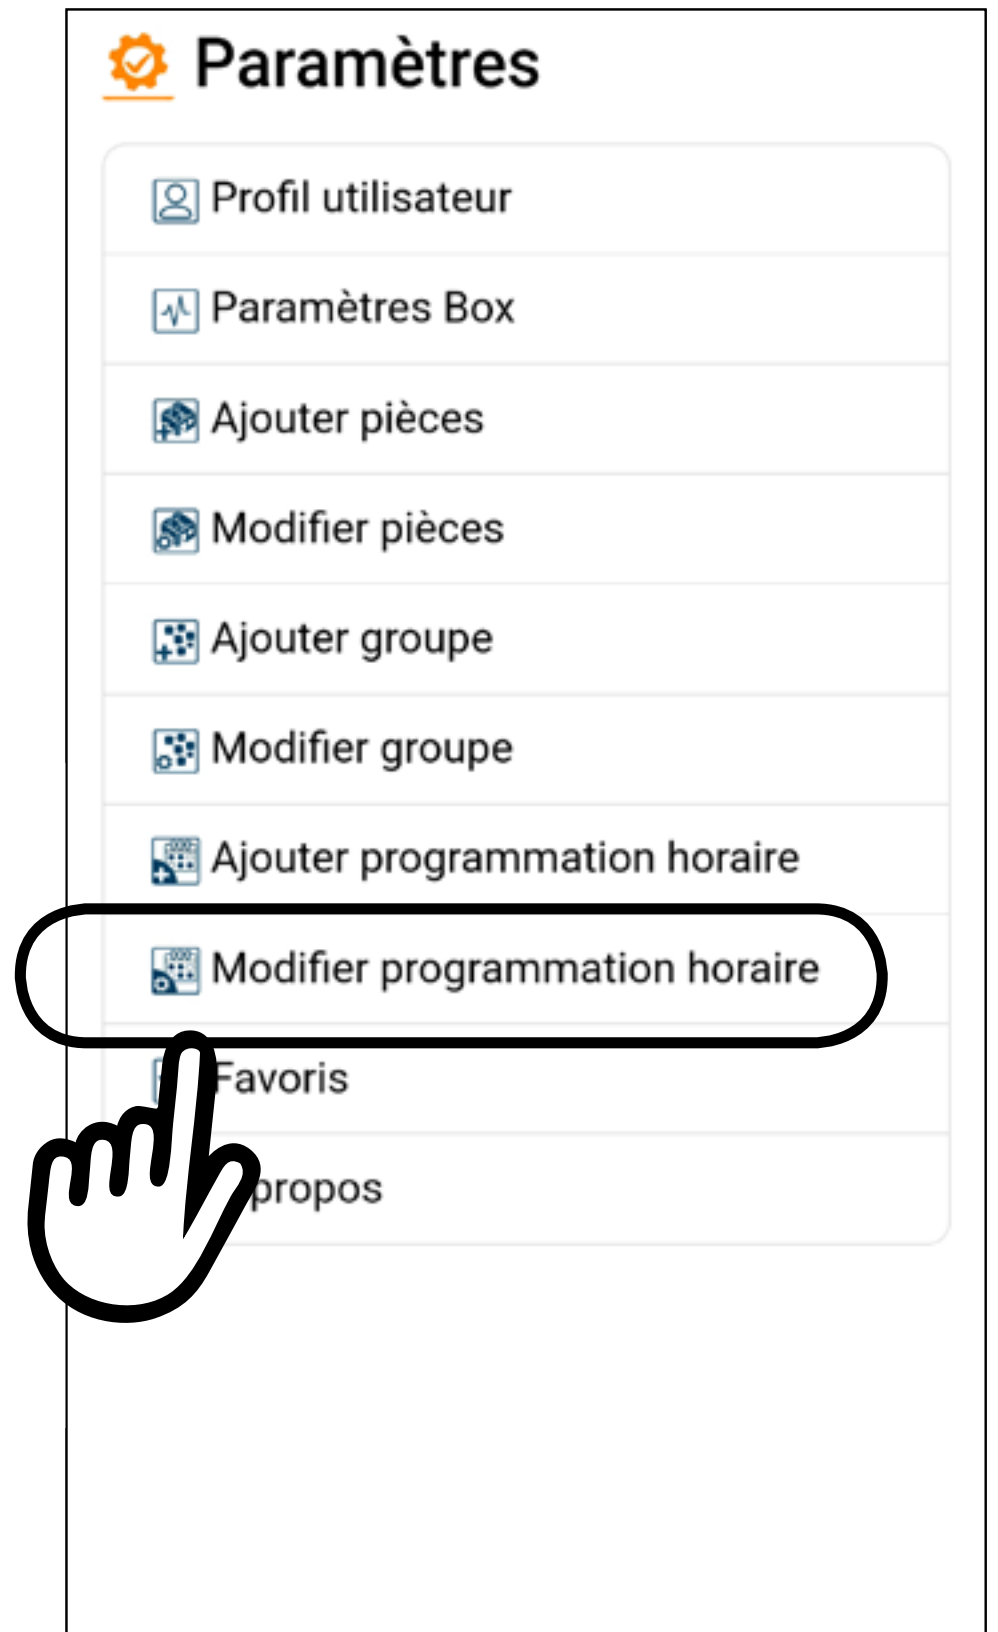 Paramètres
Profil utilisateur
Paramètres Box
Ajouter pièces
Modifier pièces
Ajouter groupe
Modifier groupe
Ajouter programmation horaire
Modifier programmation horaire
Favoris
propos